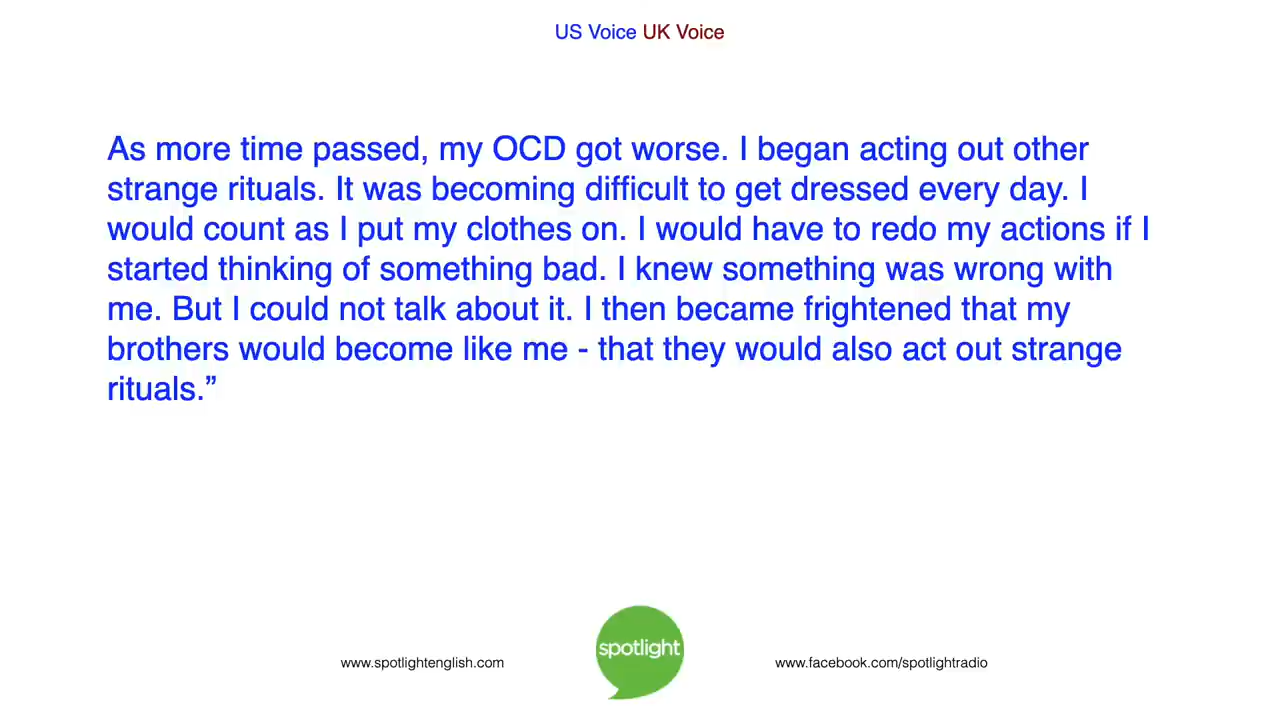 US Voice UK Voice
As more time passed, my OCD got worse. I began acting out other
strange rituals. It was becoming difficult to get dressed every day. I
would count as I put my clothes on. I would have to redo my actions if I
started thinking of something bad. I knew something was wrong with
me. But I could not talk about it. I then became frightened that my
brothers would become like me - that they would also act out strange
rituals.”
spotlight
www.spotlightenglish.com
www.facebook.com/spotlightradio